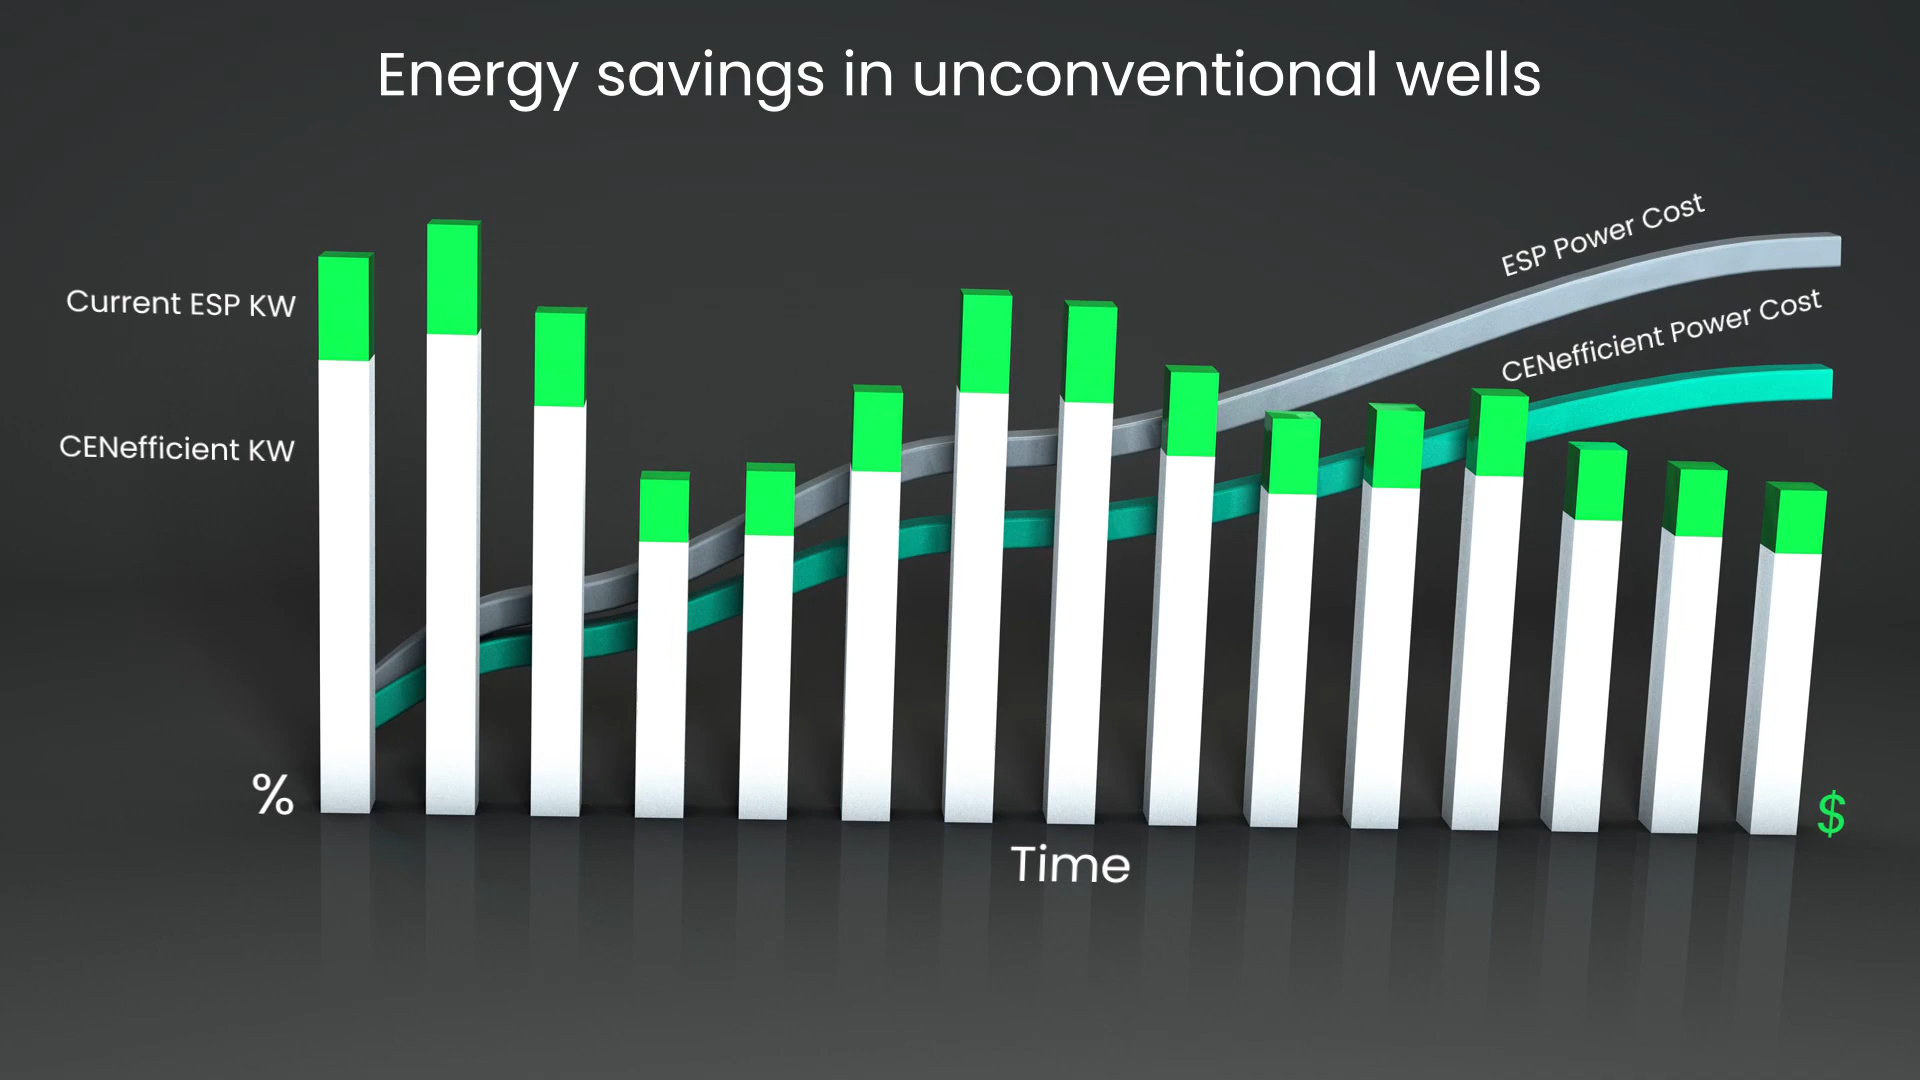 Energy savings in unconventional wells
ESP Power Cost
Current ESP KW
CENefficient Power Cost
CENefficient KW
%
$
Time